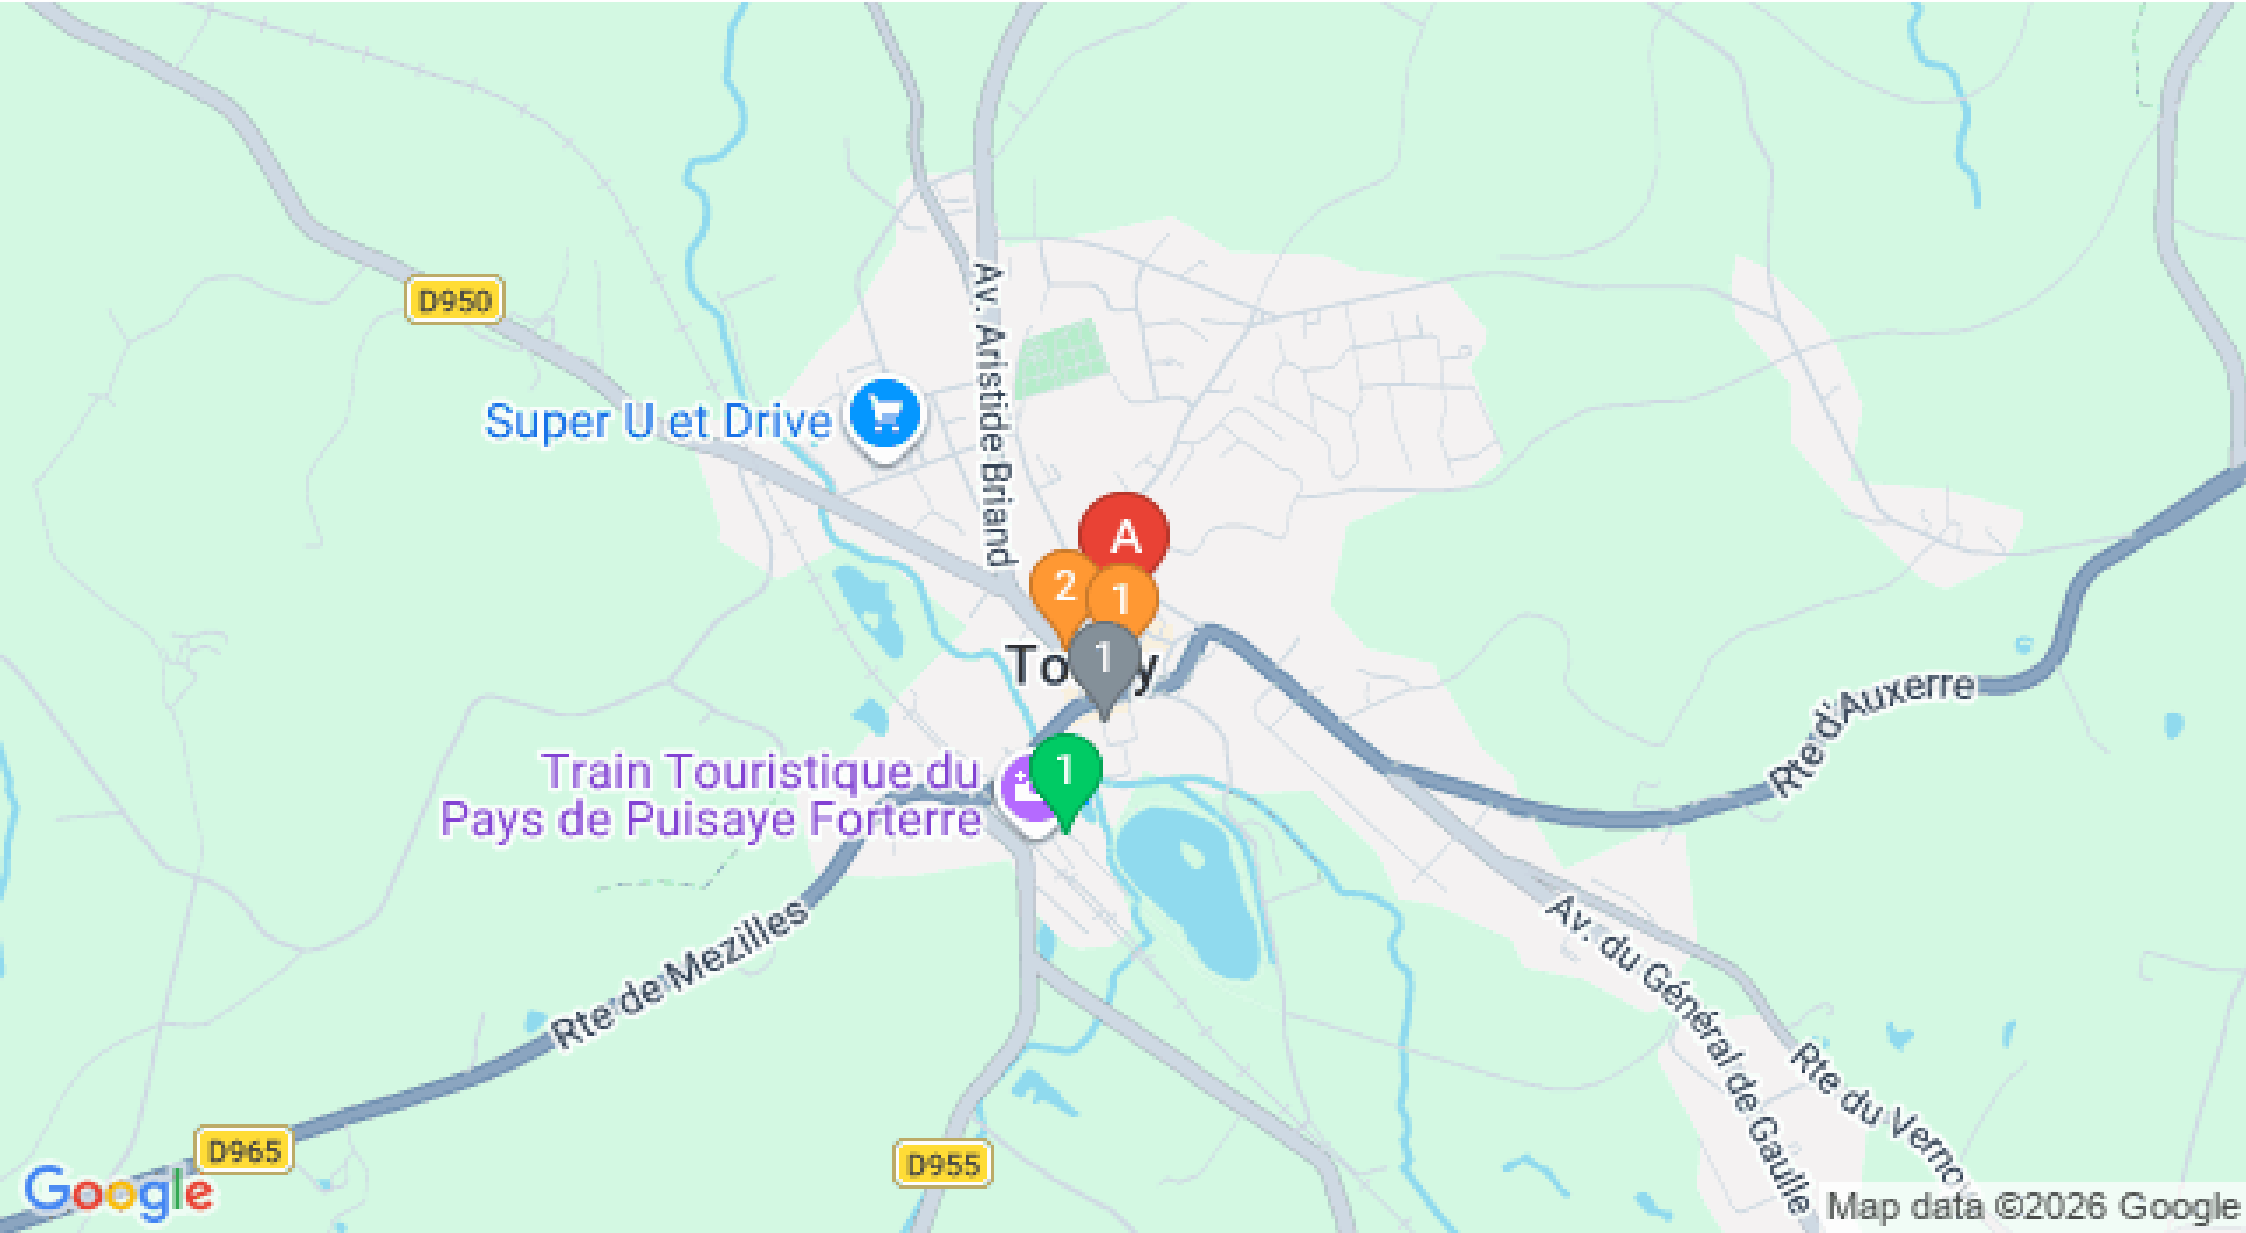 D950
Av. Aristide Briand
Super U et Drive
A
2
1
1
To
y
Rte d'Auxerre
Train Touristique du
Pays de Puisaye Forterre
1
Rte de Mezilles
Av. du Général de Gaulle
Rte du Verno
D965
D955
Google
Map data ©2026 Google